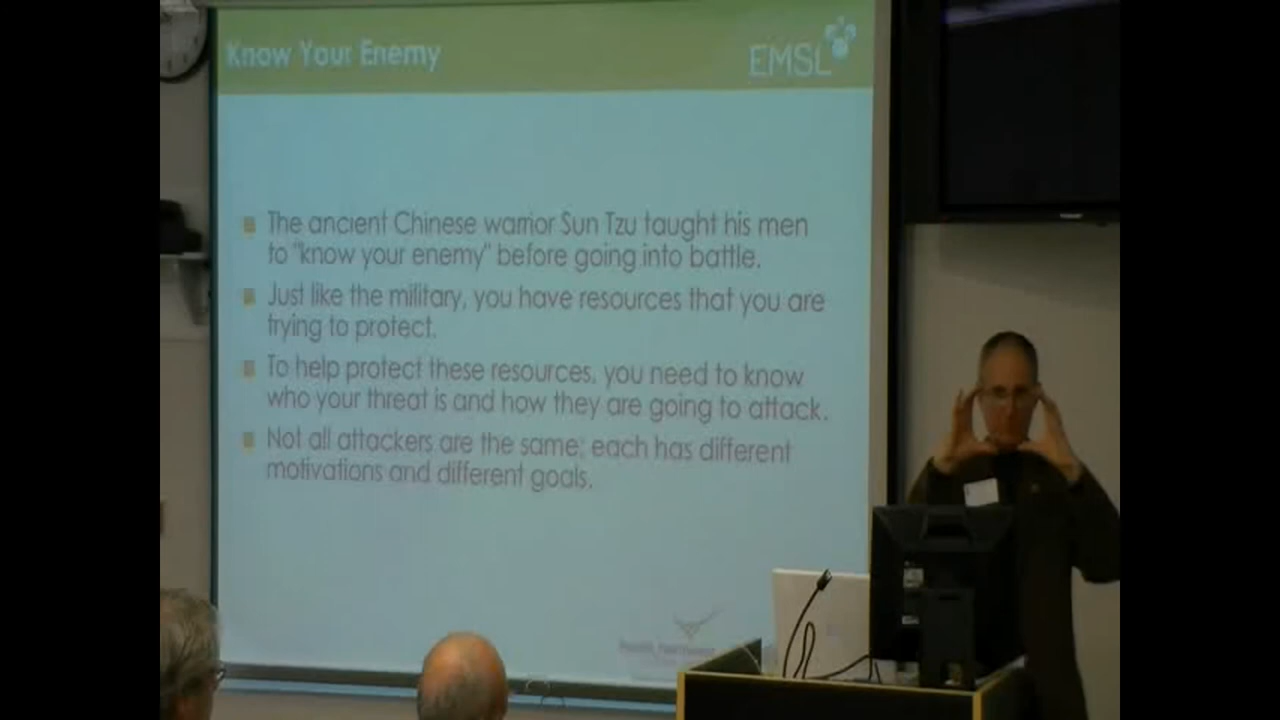 Know Your Enemy
EMSL
The ancient Chinese warrior Sun Tzu taught his men
to "know your enemy" before going into battle.
Just like the military, you have resources that you are
trying to protect.
To help protect these resources, you need to know
who your threat is and how they are going to attack.
Not all attackers are the same; each has different
motivations and different goals.